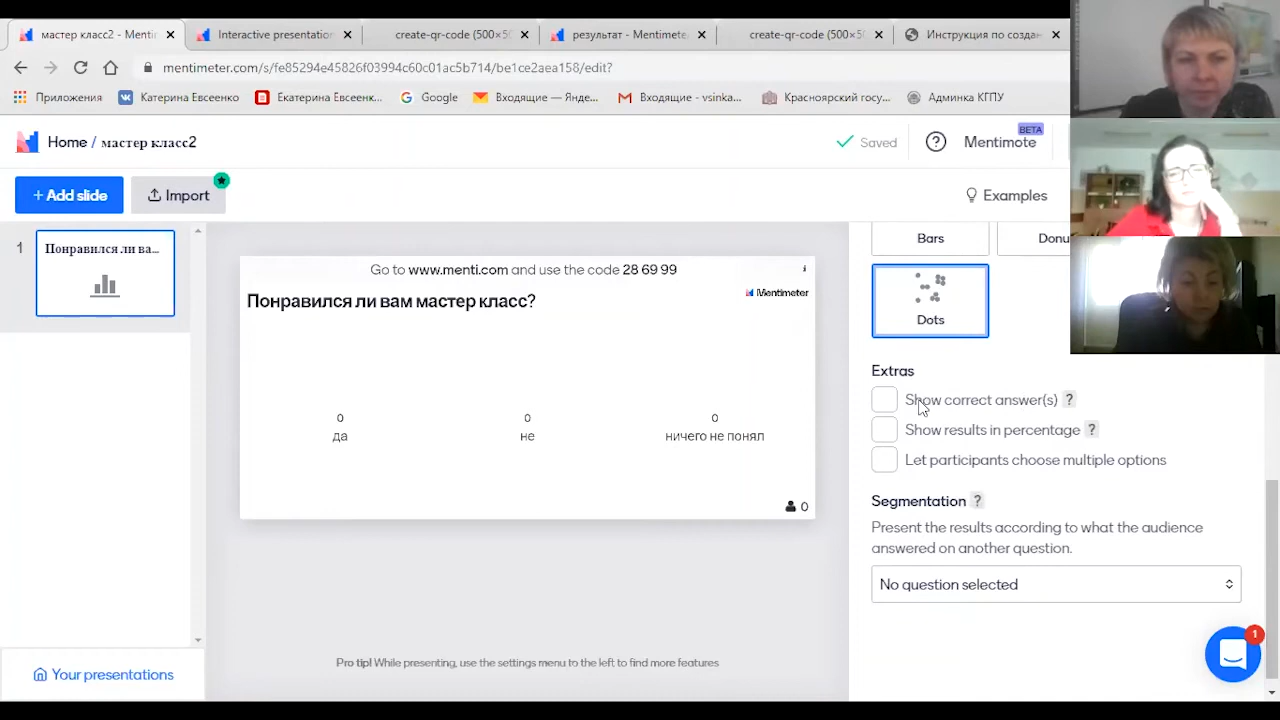 мастер класс2 - Mentim
Interactive presentation
create-qr-code (500×5
результат - Mentimete
create-qr-code (500×5
Инструкция по создан
mentimeter.com/s/fe85294e45826f03994c60c01ac5b714/be1ce2aea158/edit?
Приложения
Катерина Евсеенко
Екатерина Евсеенк...
Google
Входящие — Янде...
Входящие - vsinka...
Красноярский госу...
Админка КГПУ
Home / мастер класс2
Saved
?
Mentimote
BETA
+ Add slide
Import
Examples
1
Понравился ли ва...
Go to www.menti.com and use the code 28 69 99
Mentimeter
Понравился ли вам мастер класс?
0
да
0
не
0
ничего не понял
0
Pro tip! While presenting, use the settings menu to the left to find more features
Your presentations
Bars
Donu
Dots
Extras
Show correct answer(s) ?
Show results in percentage ?
Let participants choose multiple options
Segmentation ?
Present the results according to what the audience
answered on another question.
No question selected
1